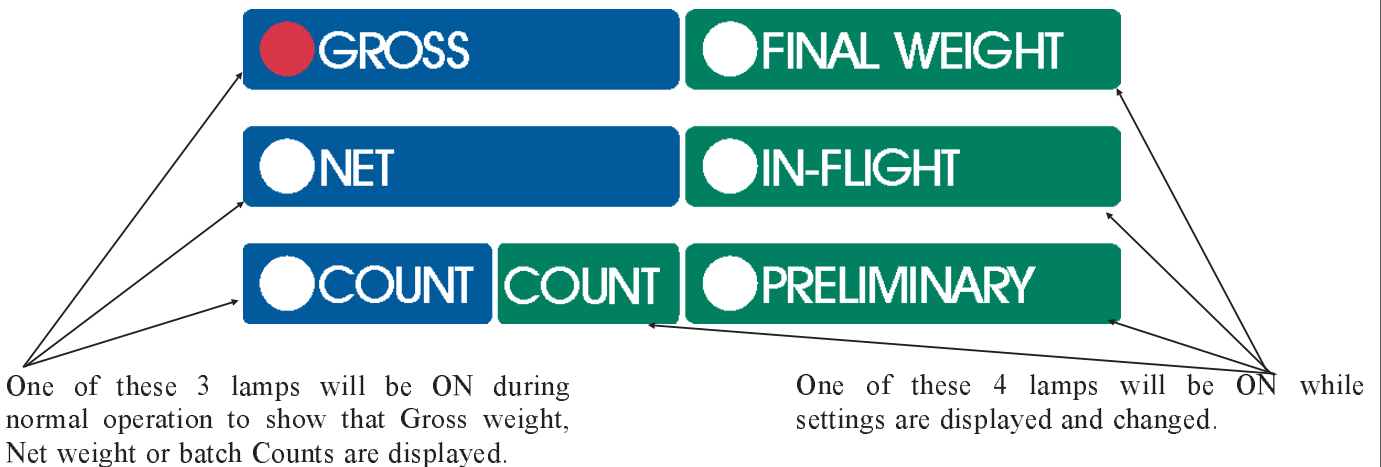 GROSS FINAL WEIGHT
NET IN-FLIGHT
COUNT COUNT PRELIMINARY
One of these 3 lamps will be ON during
normal operation to show that Gross weight,
Net weight or batch Counts are displayed.
One of these 4 lamps will be ON while
settings are displayed and changed.